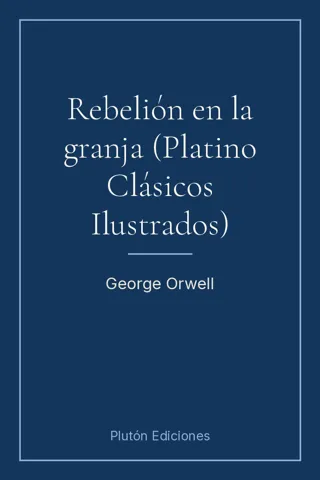 Rebelión en la
granja (Platino
Clásicos
Ilustrados)
George Orwell
Plutón Ediciones